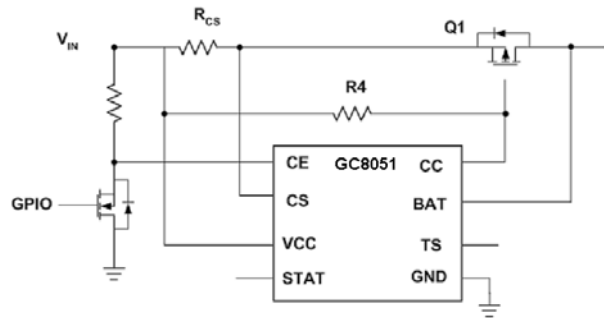 R_CS
Q1
V_IN
R4
GC8051
CE
CC
GPIO
CS
BAT
VCC
TS
STAT
GND